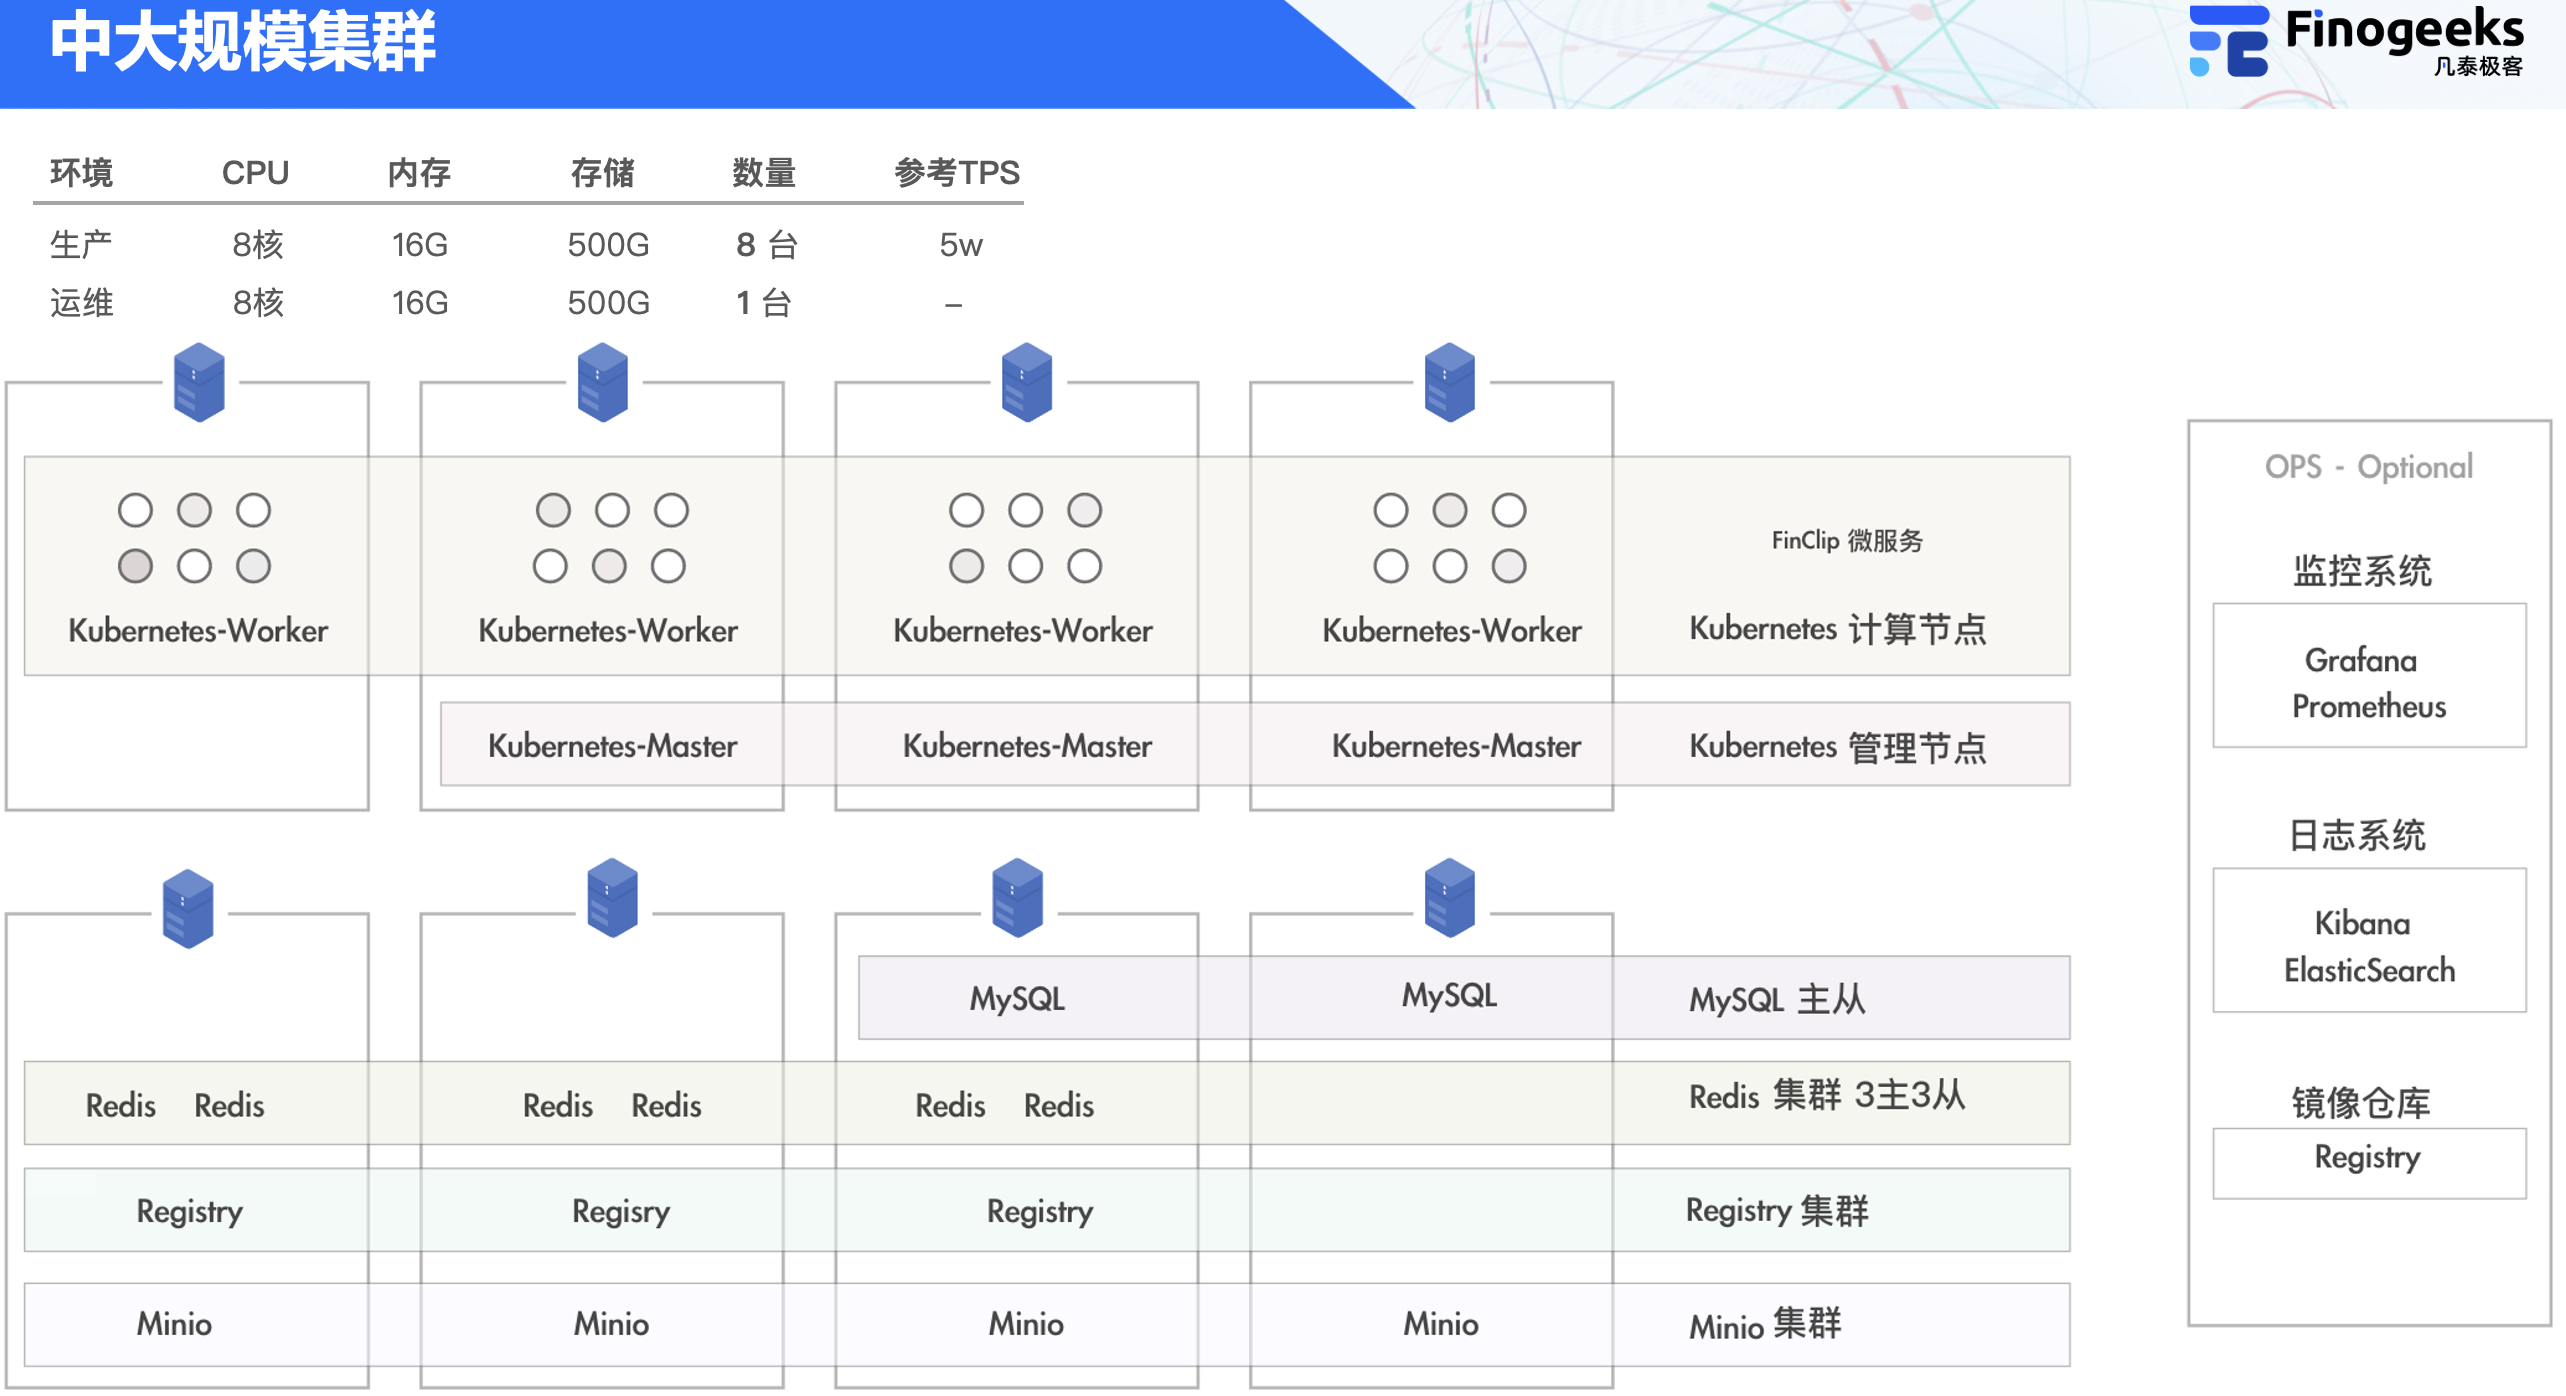 中大规模集群
Finogeeks
凡泰极客
环境 CPU 内存 存储 数量 参考TPS
生产 8核 16G 500G 8 台 5w
运维 8核 16G 500G 1 台 –
FinClip 微服务
Kubernetes-Worker Kubernetes-Worker Kubernetes-Worker Kubernetes-Worker Kubernetes 计算节点
Kubernetes-Master Kubernetes-Master Kubernetes-Master Kubernetes 管理节点
MySQL MySQL MySQL 主从
Redis Redis Redis Redis Redis Redis Redis 集群 3主3从
Registry Regisry Registry Registry 集群
Minio Minio Minio Minio Minio 集群
OPS - Optional
监控系统
Grafana
Prometheus
日志系统
Kibana
ElasticSearch
镜像仓库
Registry